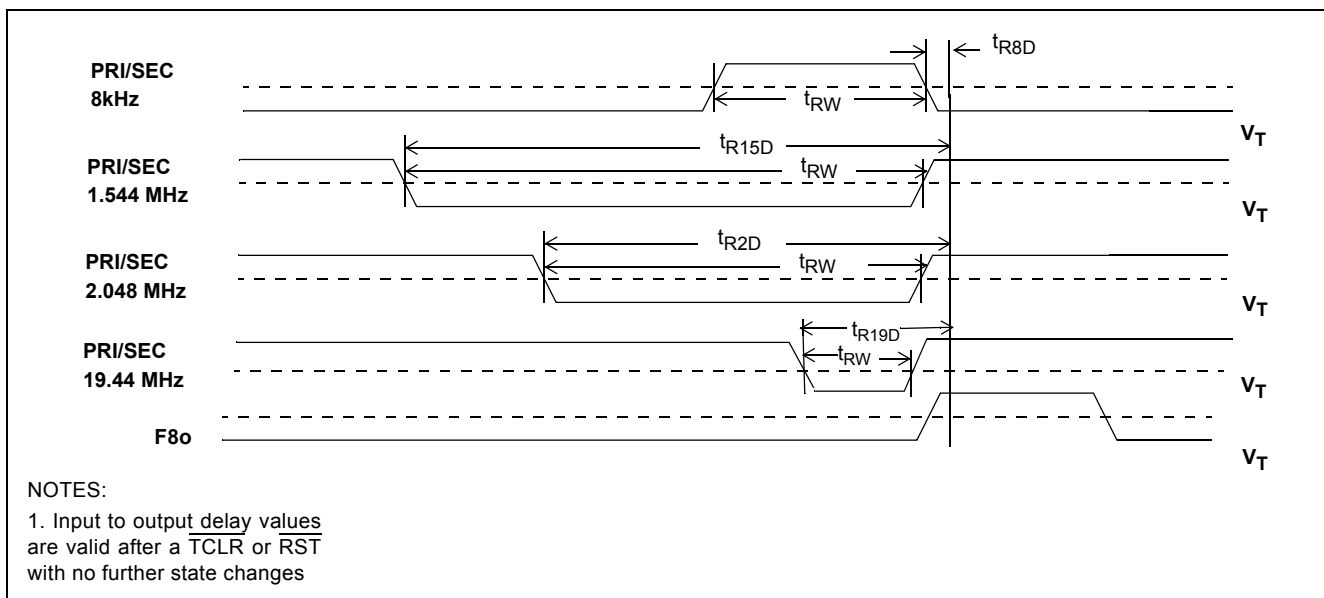 tR8D
PRI/SEC
8kHz
tRW
VT
tR15D
PRI/SEC
1.544 MHz
tRW
VT
tR2D
PRI/SEC
2.048 MHz
tRW
VT
tR19D
PRI/SEC
19.44 MHz
tRW
VT
F8o
VT
NOTES:
1. Input to output delay values
are valid after a TCLR or RST
with no further state changes